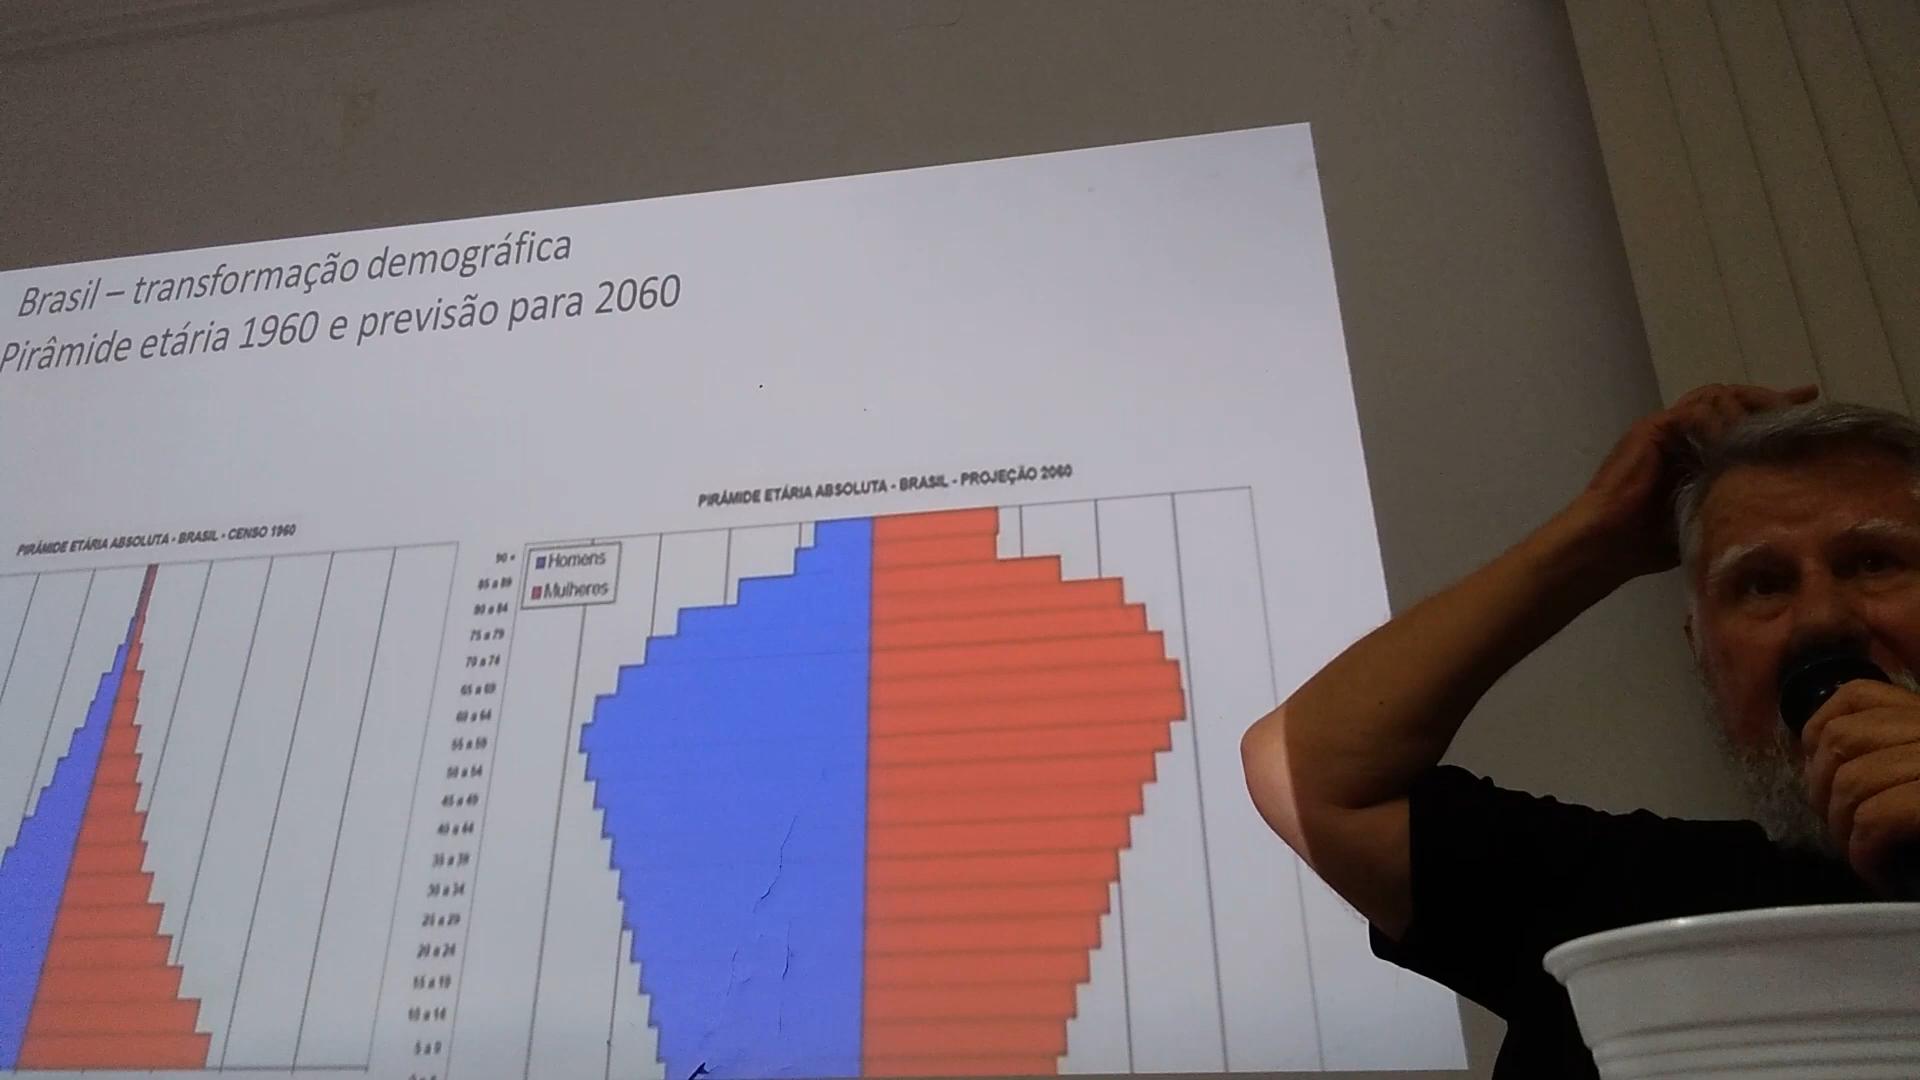 Brasil – transformação demográfica
Pirâmide etária 1960 e previsão para 2060
PIRÂMIDE ETÁRIA ABSOLUTA - BRASIL - CENSO 1960
PIRÂMIDE ETÁRIA ABSOLUTA - BRASIL - PROJEÇÃO 2060
Homens
Mulheres
90 +
85 a 89
80 a 84
75 a 79
70 a 74
65 a 69
60 a 64
55 a 59
50 a 54
45 a 49
40 a 44
35 a 39
30 a 34
25 a 29
20 a 24
15 a 19
10 a 14
5 a 9